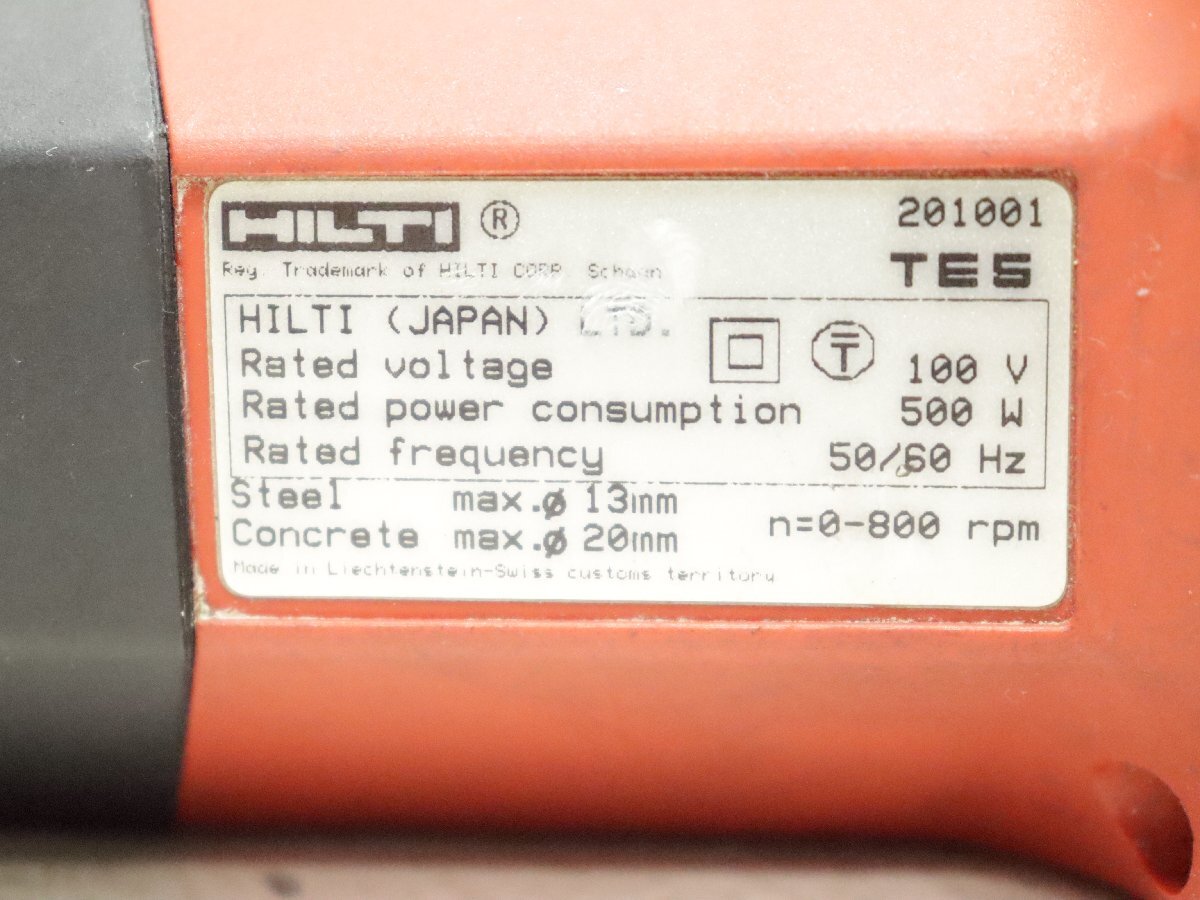 HILTI ®
201001
Reg. Trademark of HILTI CORP. Schaan
TE5
HILTI (JAPAN) LTD.
Rated voltage 100 V
Rated power consumption 500 W
Rated frequency 50/60 Hz
Steel max.ø 13mm
Concrete max.ø 20mm
n=0-800 rpm
Made in Liechtenstein-Swiss customs territory